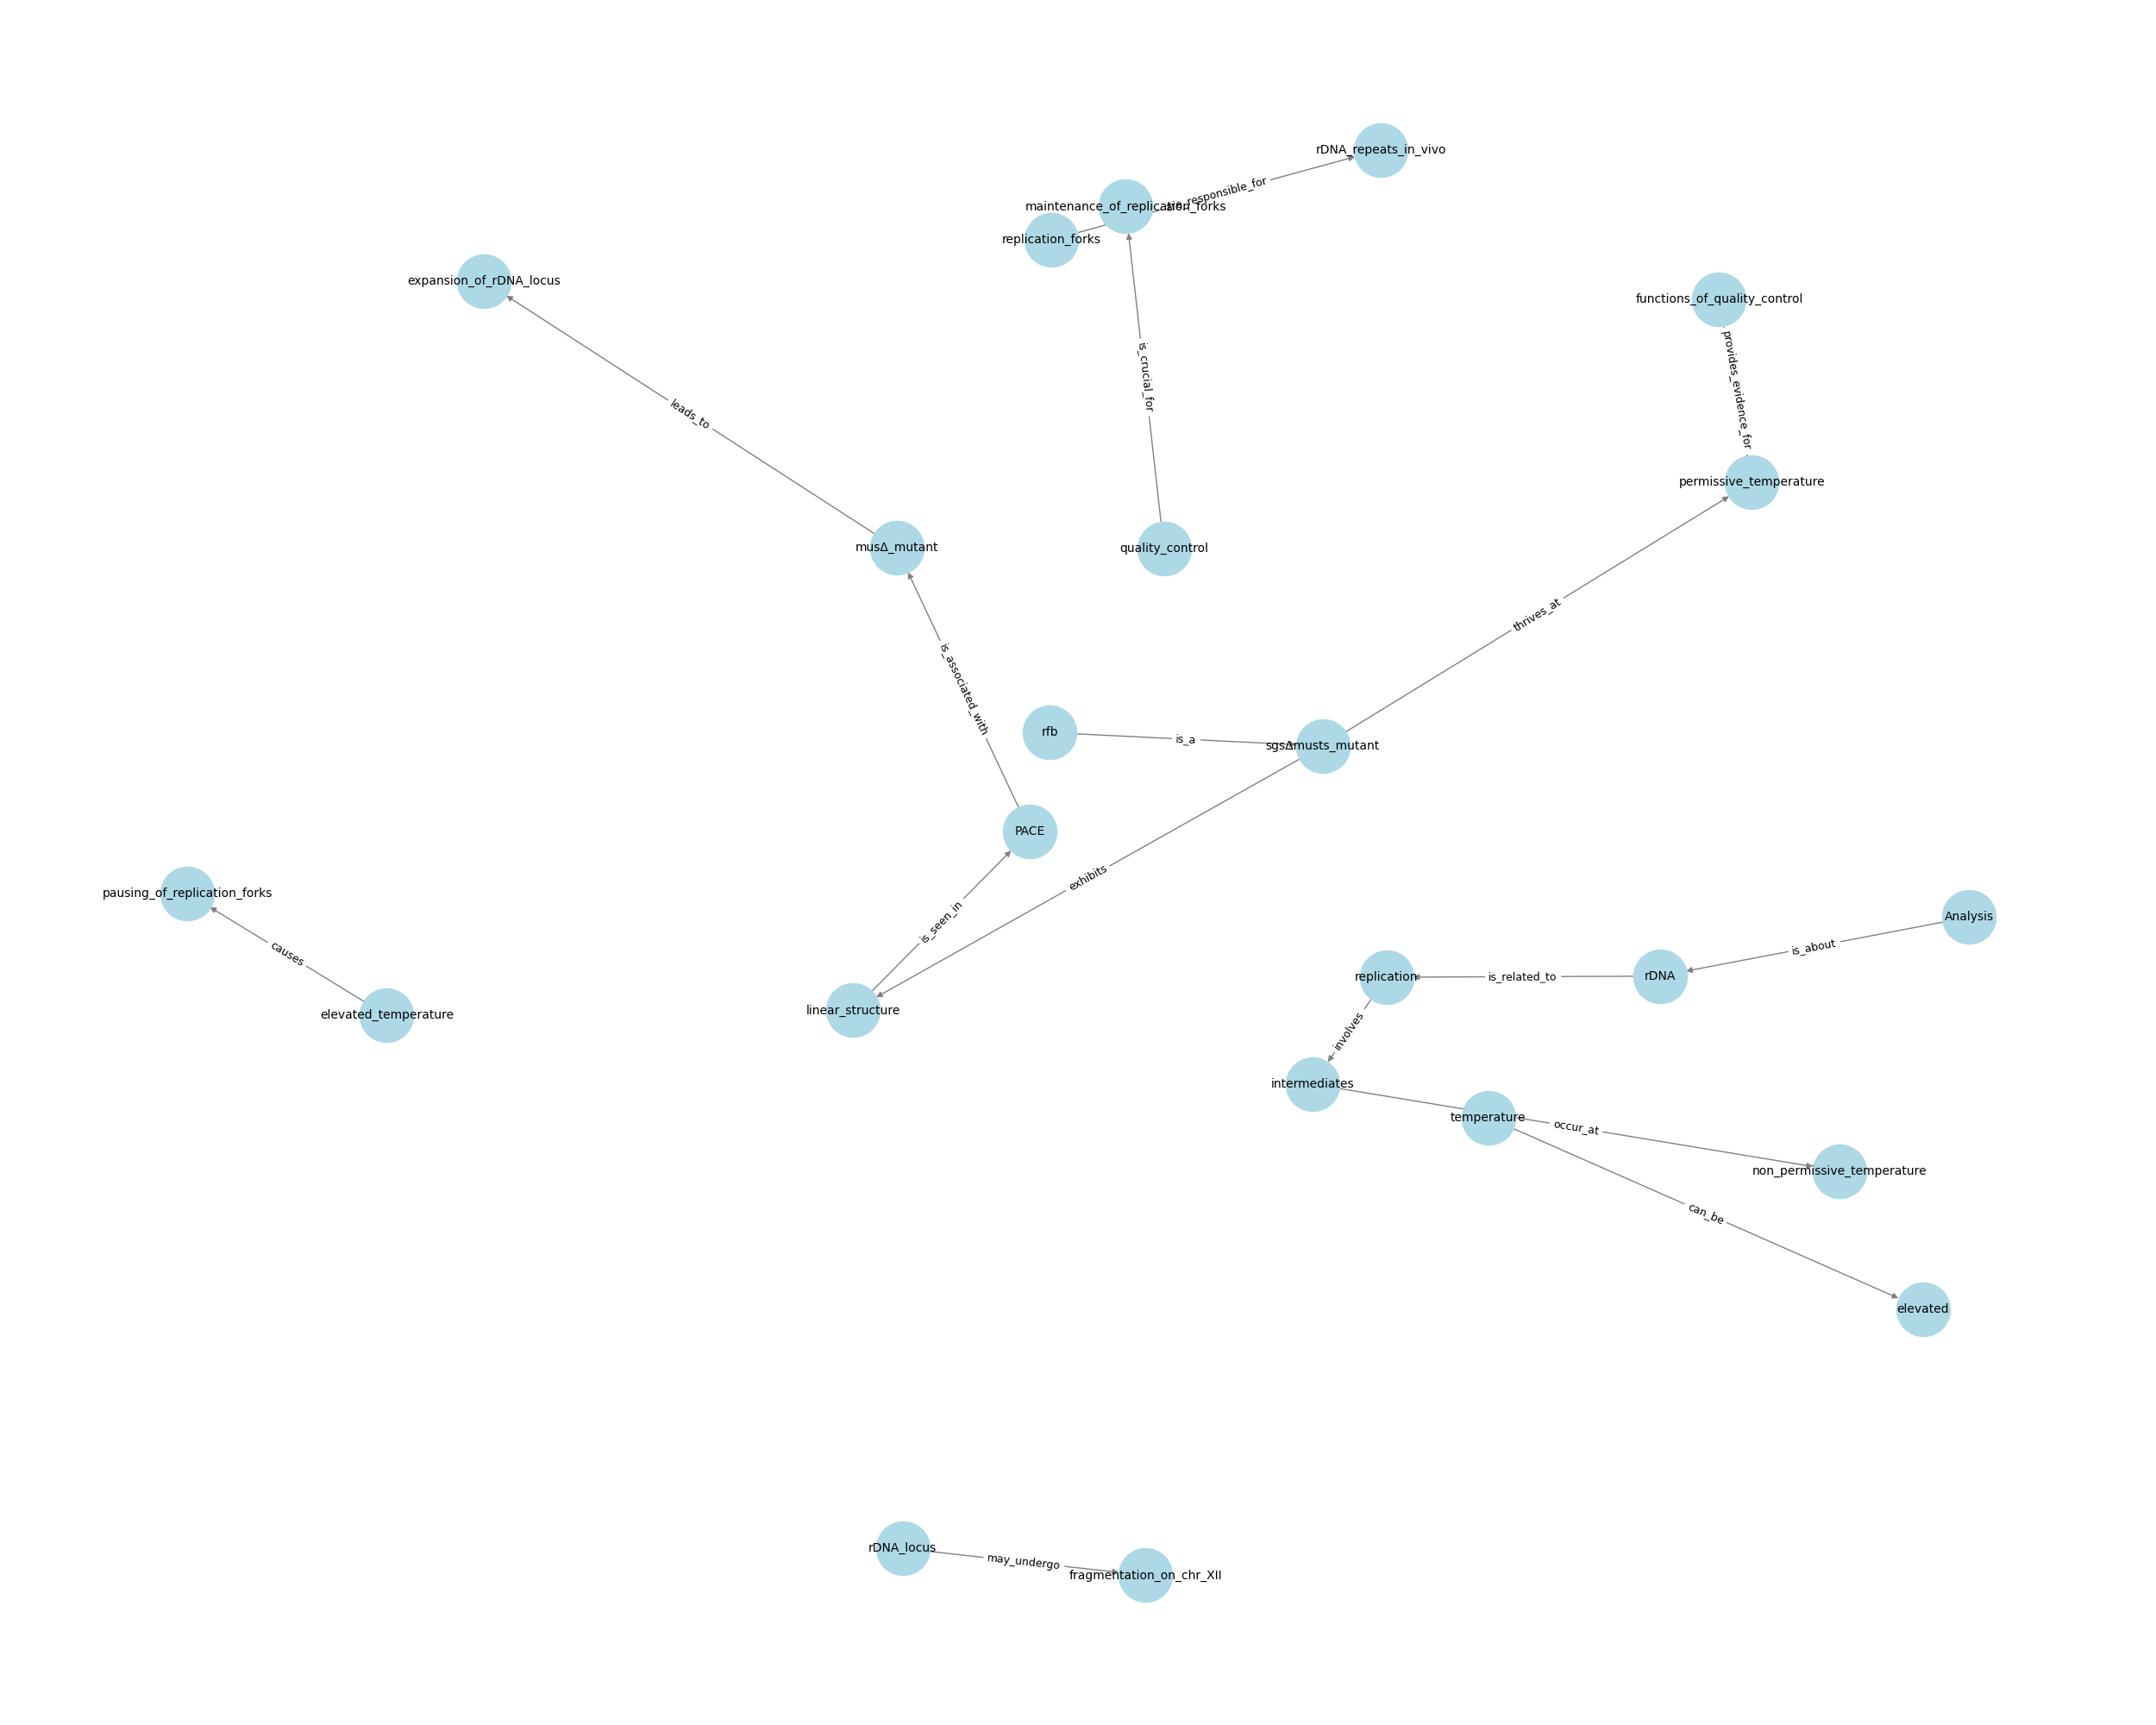 rDNA_repeats_in_vivo
are_responsible_for
maintenance_of_replication_forks
replication_forks
expansion_of_rDNA_locus
functions_of_quality_control
is_crucial_for
provides_evidence_for
leads_to
permissive_temperature
musΔ_mutant
quality_control
thrives_at
is_associated_with
rfb
is_a
sgsΔmusts_mutant
PACE
exhibits
pausing_of_replication_forks
is_seen_in
Analysis
causes
is_about
replication
is_related_to
rDNA
linear_structure
elevated_temperature
involves
intermediates
temperature
occur_at
non_permissive_temperature
can_be
elevated
rDNA_locus
may_undergo
fragmentation_on_chr_XII